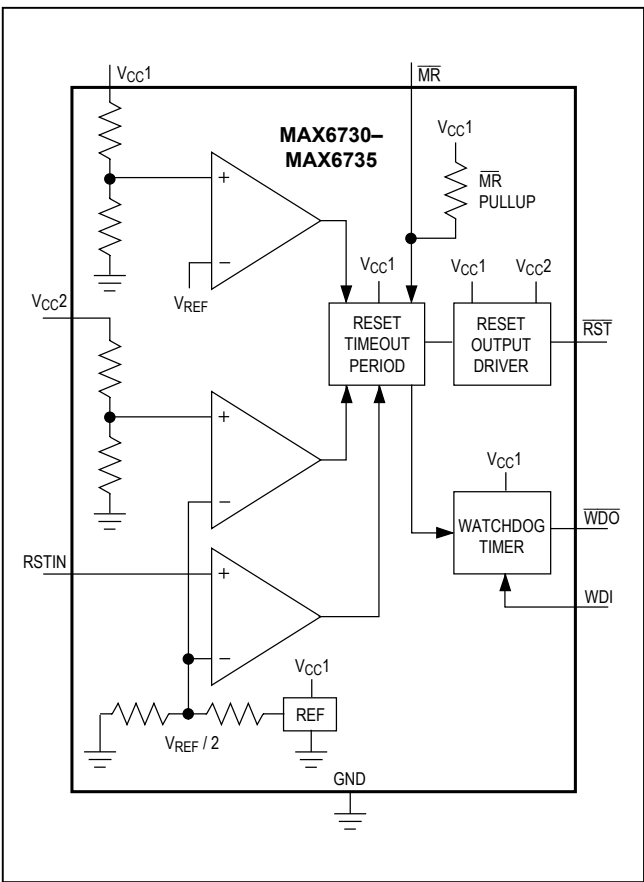 VCC1
MR
MAX6730–
MAX6735
VCC1
MR
PULLUP
VREF
+
−
VCC2
VCC1
VCC1
VCC2
RESET
TIMEOUT
PERIOD
RESET
OUTPUT
DRIVER
RST
+
−
VCC1
WATCHDOG
TIMER
WDO
WDI
RSTIN
+
−
VCC1
REF
VREF / 2
GND